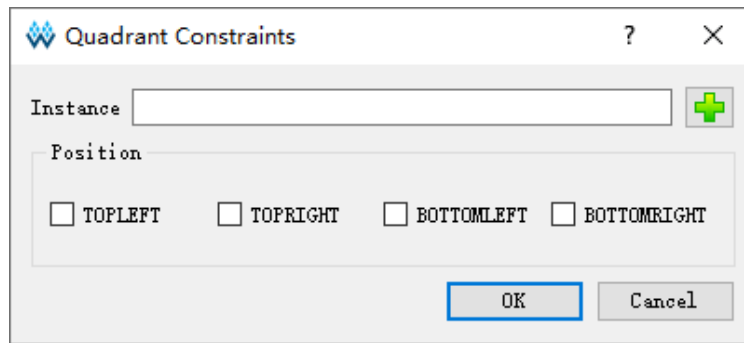 Quadrant Constraints ?
Instance
Position
TOPLEFT TOPRIGHT BOTTOMLEFT BOTTOMRIGHT
OK Cancel